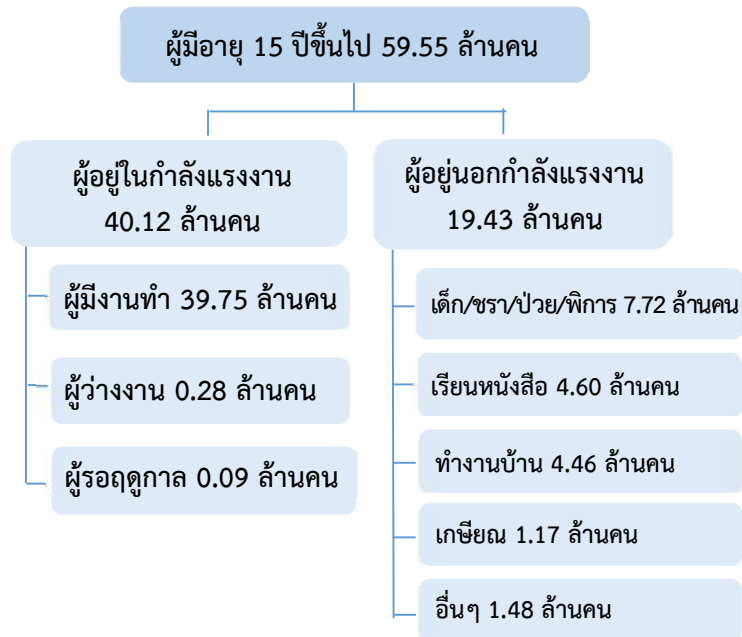 ผู้มีอายุ 15 ปีขึ้นไป 59.55 ล้านคน
ผู้อยู่ในกำลังแรงงาน
40.12 ล้านคน
ผู้มีงานทำ 39.75 ล้านคน
ผู้ว่างงาน 0.28 ล้านคน
ผู้รอฤดูกาล 0.09 ล้านคน
ผู้อยู่นอกกำลังแรงงาน
19.43 ล้านคน
เด็ก/ชรา/ป่วย/พิการ 7.72 ล้านคน
เรียนหนังสือ 4.60 ล้านคน
ทำงานบ้าน 4.46 ล้านคน
เกษียณ 1.17 ล้านคน
อื่นๆ 1.48 ล้านคน